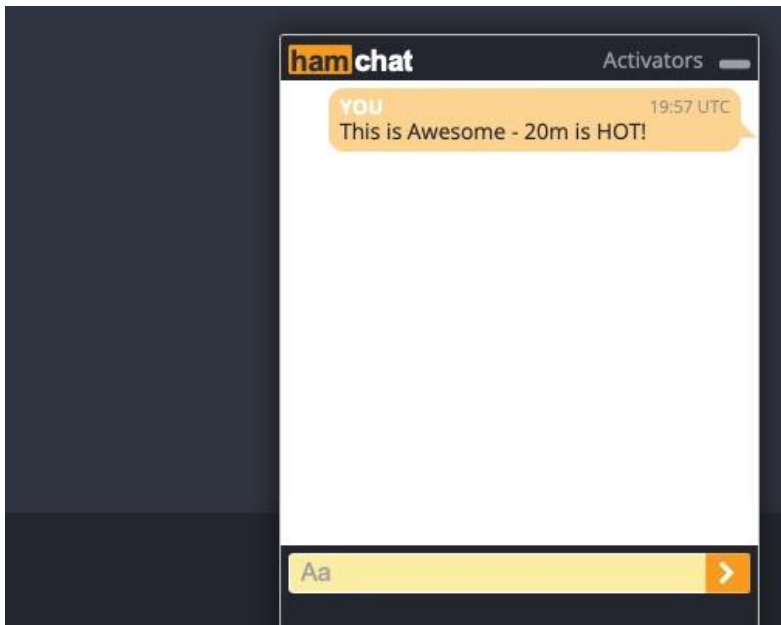 ham chat Activators
YOU 19:57 UTC
This is Awesome - 20m is HOT!
Aa